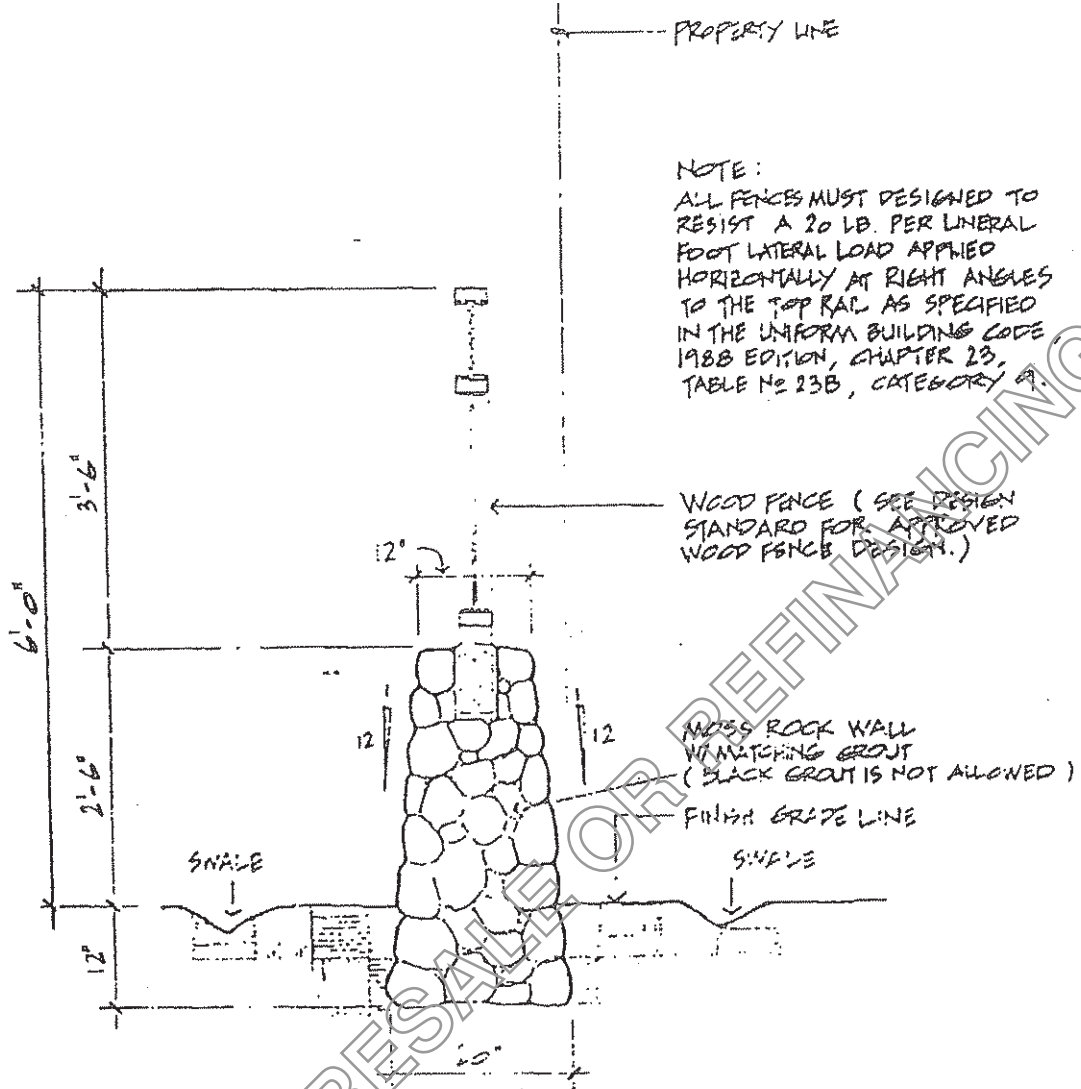 PROPERTY LINE
NOTE:
ALL FENCES MUST DESIGNED TO
RESIST A 20 LB. PER LINERAL
FOOT LATERAL LOAD APPLIED
HORIZONTALLY AT RIGHT ANGLES
TO THE TOP RAIL AS SPECIFIED
IN THE UNIFORM BUILDING CODE,
1988 EDITION, CHAPTER 23,
TABLE No 23B, CATEGORY 9.
3'-6"
6'-0"
WOOD FENCE (SEE DESIGN
STANDARD FOR APPROVED
WOOD FENCE DESIGN.)
12"
12
12
MOSS ROCK WALL
W/ MATCHING GROUT
(BLACK GROUT IS NOT ALLOWED)
2'-6"
FINISH GRADE LINE
SWALE
SWALE
12"
RESALE OR REFINANCING